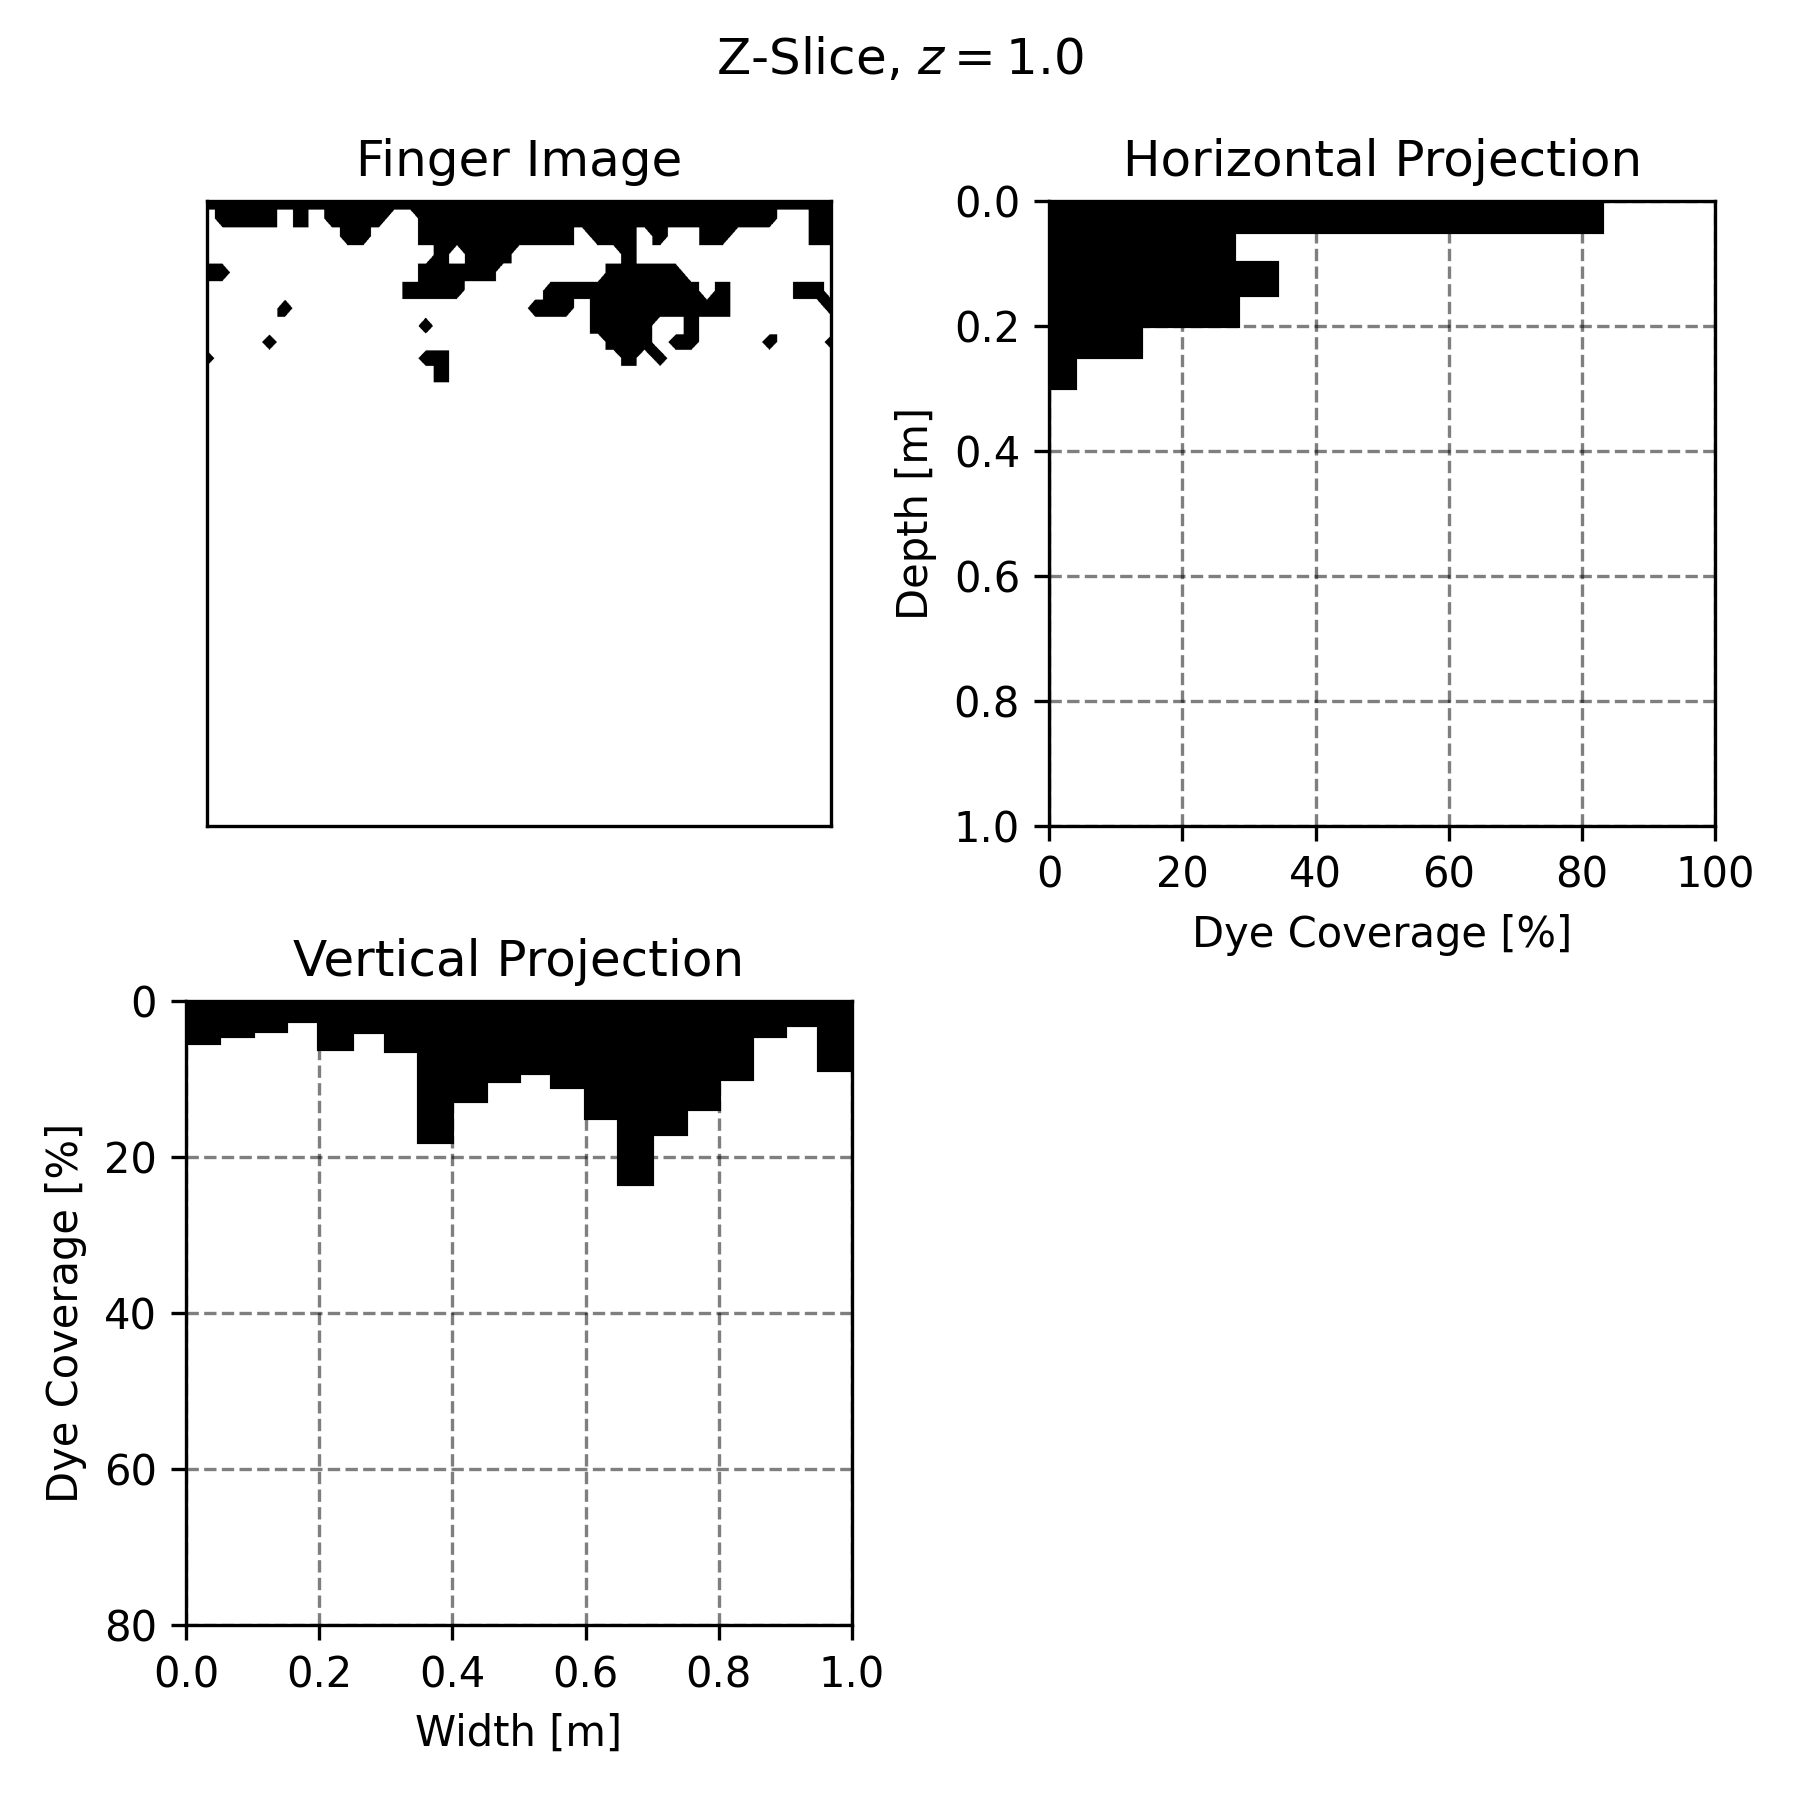 Z-Slice, z = 1.0
Finger Image
Horizontal Projection
0.0
0.2
0.4
0.6
0.8
1.0
Depth [m]
0 20 40 60 80 100
Dye Coverage [%]
Vertical Projection
0
20
40
60
80
Dye Coverage [%]
0.0 0.2 0.4 0.6 0.8 1.0
Width [m]